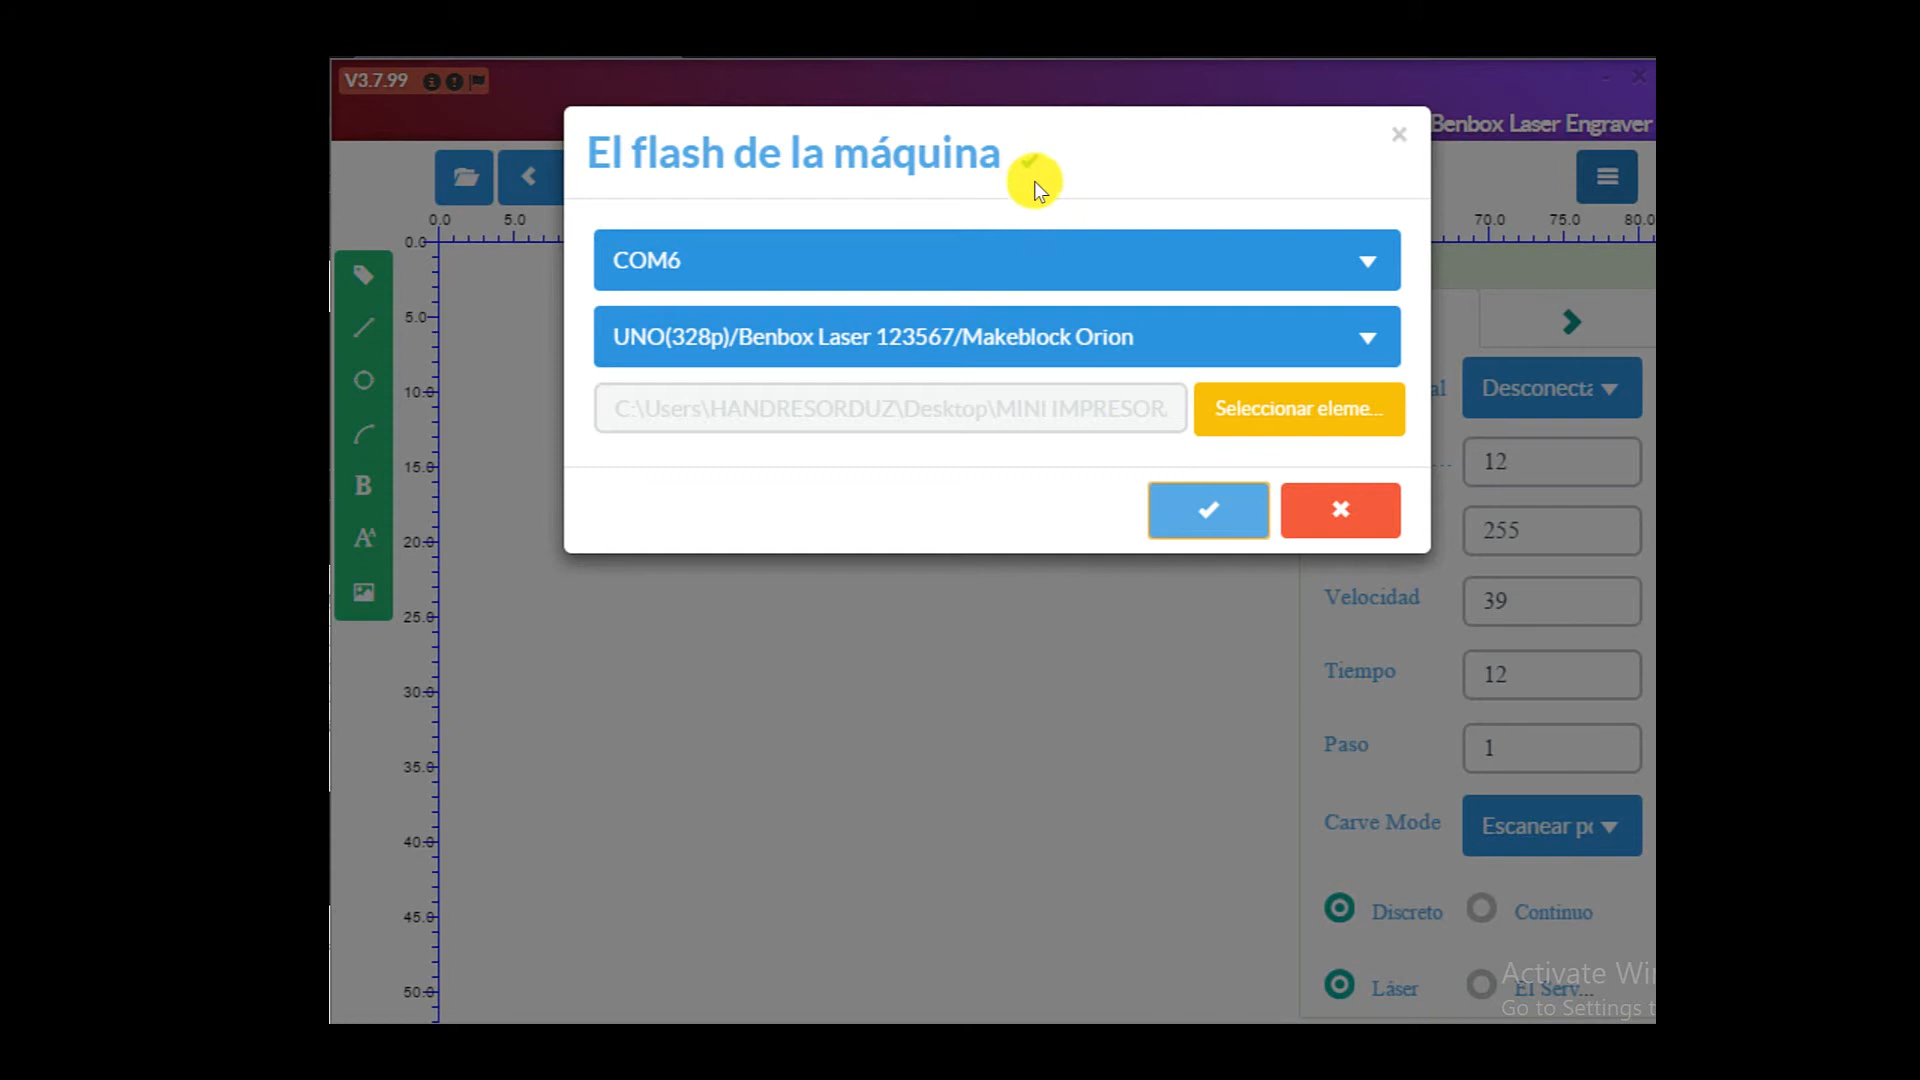 V3.7.99
Benbox Laser Engraver
El flash de la máquina
COM6
UNO(328p)/Benbox Laser 123567/Makeblock Orion
C:\Users\HANDRESORDUZ\Desktop\MINI IMPRESOR
Seleccionar eleme...
0.0 5.0 70.0 75.0 80.0
0.0
5.0
10.0
15.0
20.0
25.0
30.0
35.0
40.0
45.0
50.0
B
AA
al Desconecta
... 12
255
Velocidad 39
Tiempo 12
Paso 1
Carve Mode Escanear po
Discreto Continuo
Láser El Serv...
Activate Wi
Go to Settings t